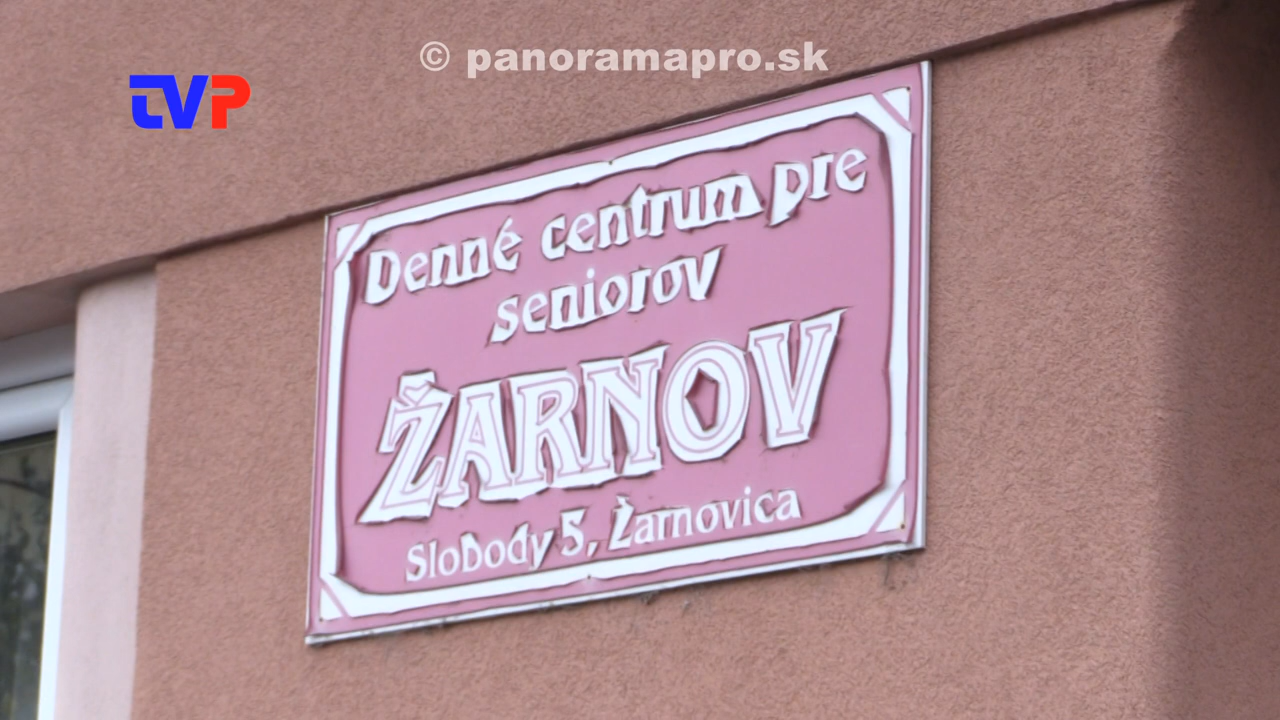 © panoramapro.sk
TVP
Denné centrum pre
seniorov
ŽARNOV
Slobody 5, Žarnovica